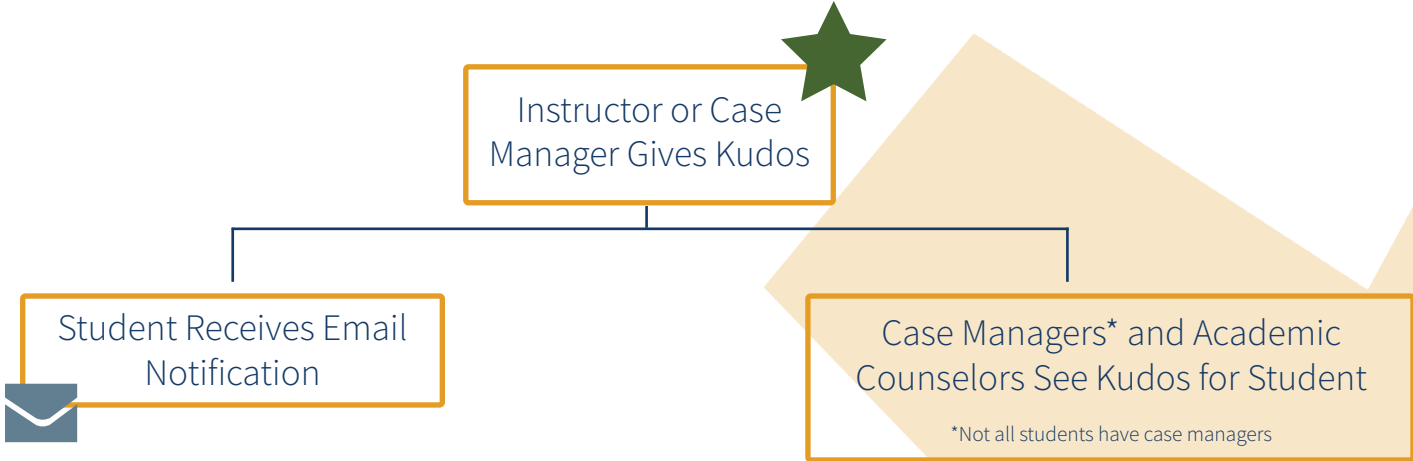 Instructor or Case
Manager Gives Kudos
Student Receives Email
Notification
Case Managers* and Academic
Counselors See Kudos for Student
*Not all students have case managers